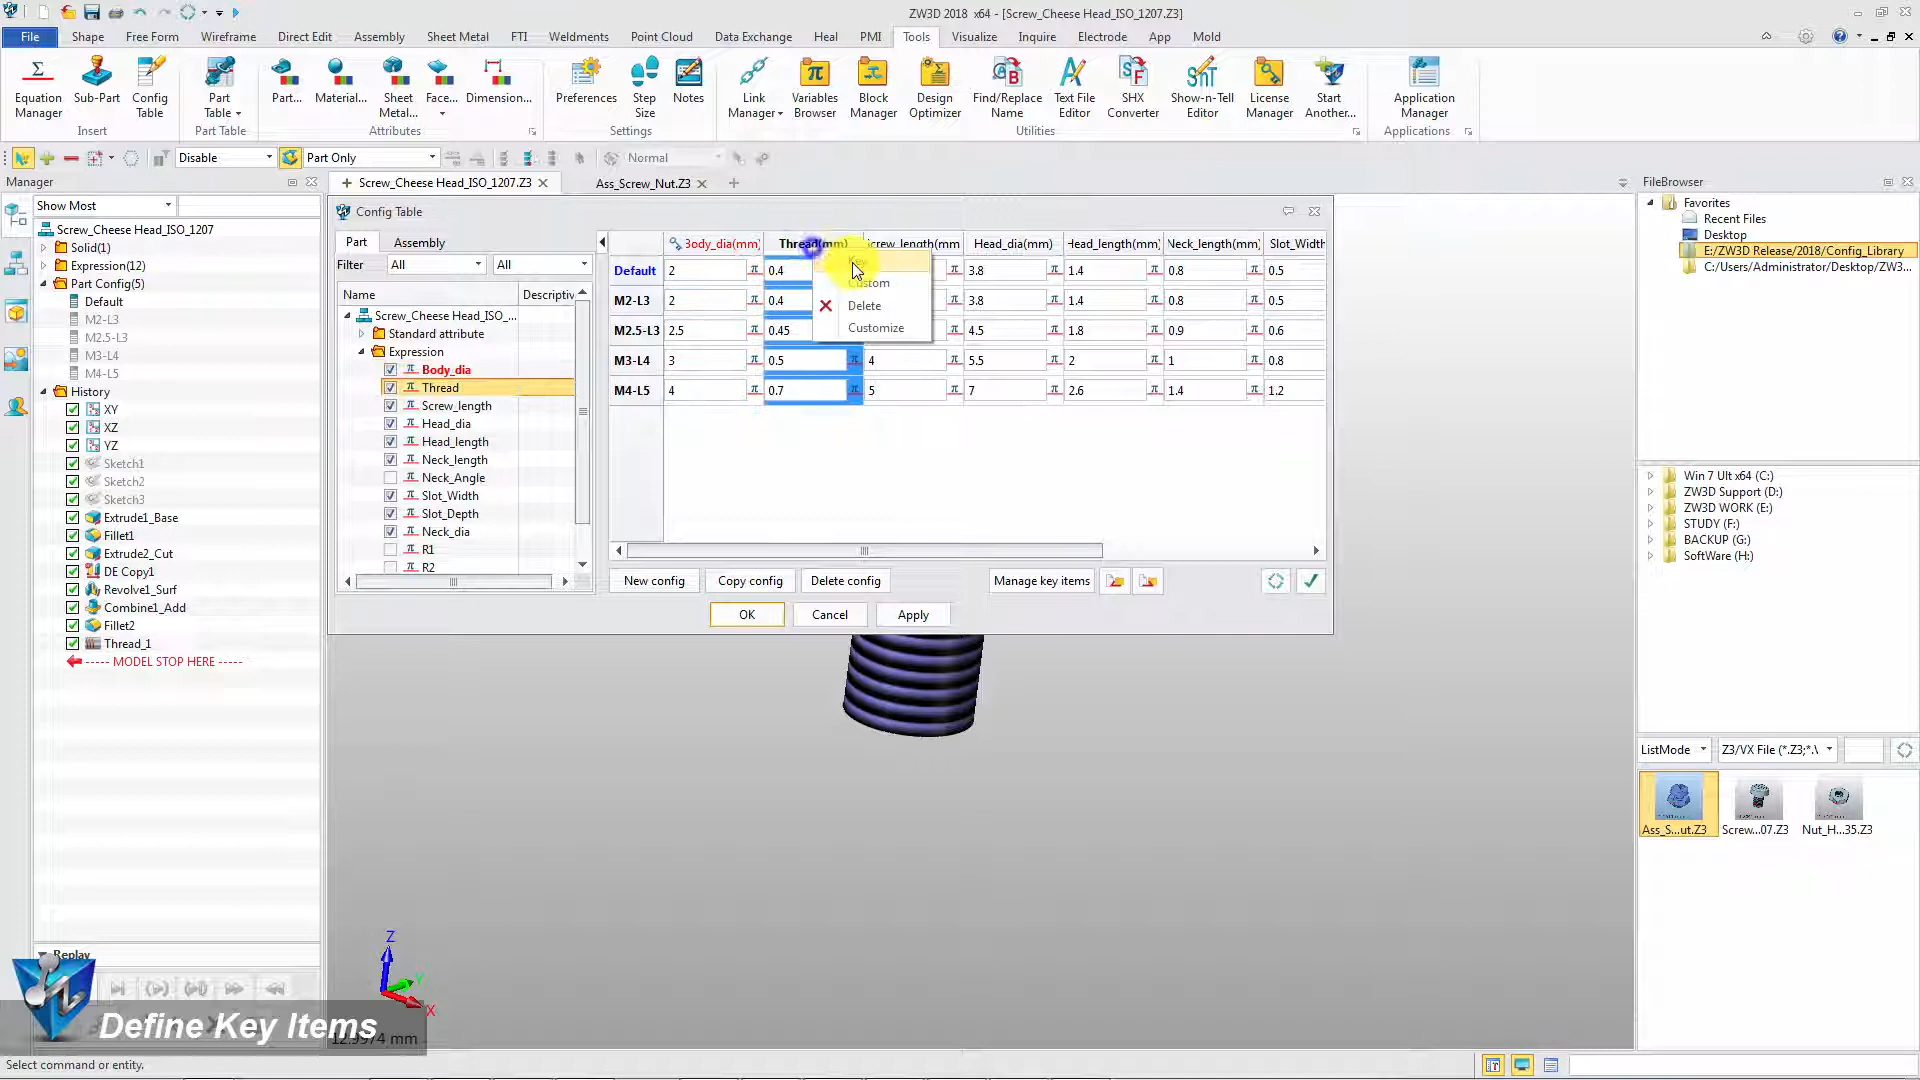 ZW3D 2018 x64 - [Screw_Cheese Head_ISO_1207.Z3]
File Shape Free Form Wireframe Direct Edit Assembly Sheet Metal FTI Weldments Point Cloud Data Exchange Heal PMI Tools Visualize Inquire Electrode App Mold
Equation Manager
Sub-Part
Config Table
Part Table
Part...
Material...
Sheet Metal...
Face...
Dimension...
Preferences
Step Size
Notes
Link Manager
Variables Browser
Block Manager
Design Optimizer
Find/Replace Name
Text File Editor
SHX Converter
Show-n-Tell Editor
License Manager
Start Another...
Application Manager
Insert Part Table Attributes Settings Utilities Applications
Disable Part Only Normal
Manager
Screw_Cheese Head_ISO_1207.Z3 Ass_Screw_Nut.Z3
Show Most
Screw_Cheese Head_ISO_1207
Solid(1)
Expression(12)
Part Config(5)
Default
M2-L3
M2.5-L3
M3-L4
M4-L5
History
XY
XZ
YZ
Sketch1
Sketch2
Sketch3
Extrude1_Base
Fillet1
Extrude2_Cut
DE Copy1
Revolve1_Surf
Combine1_Add
Fillet2
Thread_1
----- MODEL STOP HERE -----
Replay
Config Table
Part Assembly
Filter All All
Name Descriptiv
Screw_Cheese Head_ISO_...
Standard attribute
Expression
Body_dia
Thread
Screw_length
Head_dia
Head_length
Neck_length
Neck_Angle
Slot_Width
Slot_Depth
Neck_dia
R1
R2
Body_dia(mm) Thread(mm) Screw_length(mm Head_dia(mm) Head_length(mm) Neck_length(mm) Slot_Width
Default 2 0.4 3.8 1.4 0.8 0.5
M2-L3 2 0.4 3.8 1.4 0.8 0.5
M2.5-L3 2.5 0.45 4.5 1.8 0.9 0.6
M3-L4 3 0.5 4 5.5 2 1 0.8
M4-L5 4 0.7 5 7 2.6 1.4 1.2
Key
Custom
Delete
Customize
New config Copy config Delete config Manage key items
OK Cancel Apply
FileBrowser
Favorites
Recent Files
Desktop
E:/ZW3D Release/2018/Config_Library
C:/Users/Administrator/Desktop/ZW3...
Win 7 Ult x64 (C:)
ZW3D Support (D:)
ZW3D WORK (E:)
STUDY (F:)
BACKUP (G:)
SoftWare (H:)
ListMode Z3/VX File (*.Z3;*.\
Ass_S...ut.Z3 Screw...07.Z3 Nut_H...35.Z3
Z
Y
X
Define Key Items
12.9974 mm
Select command or entity.